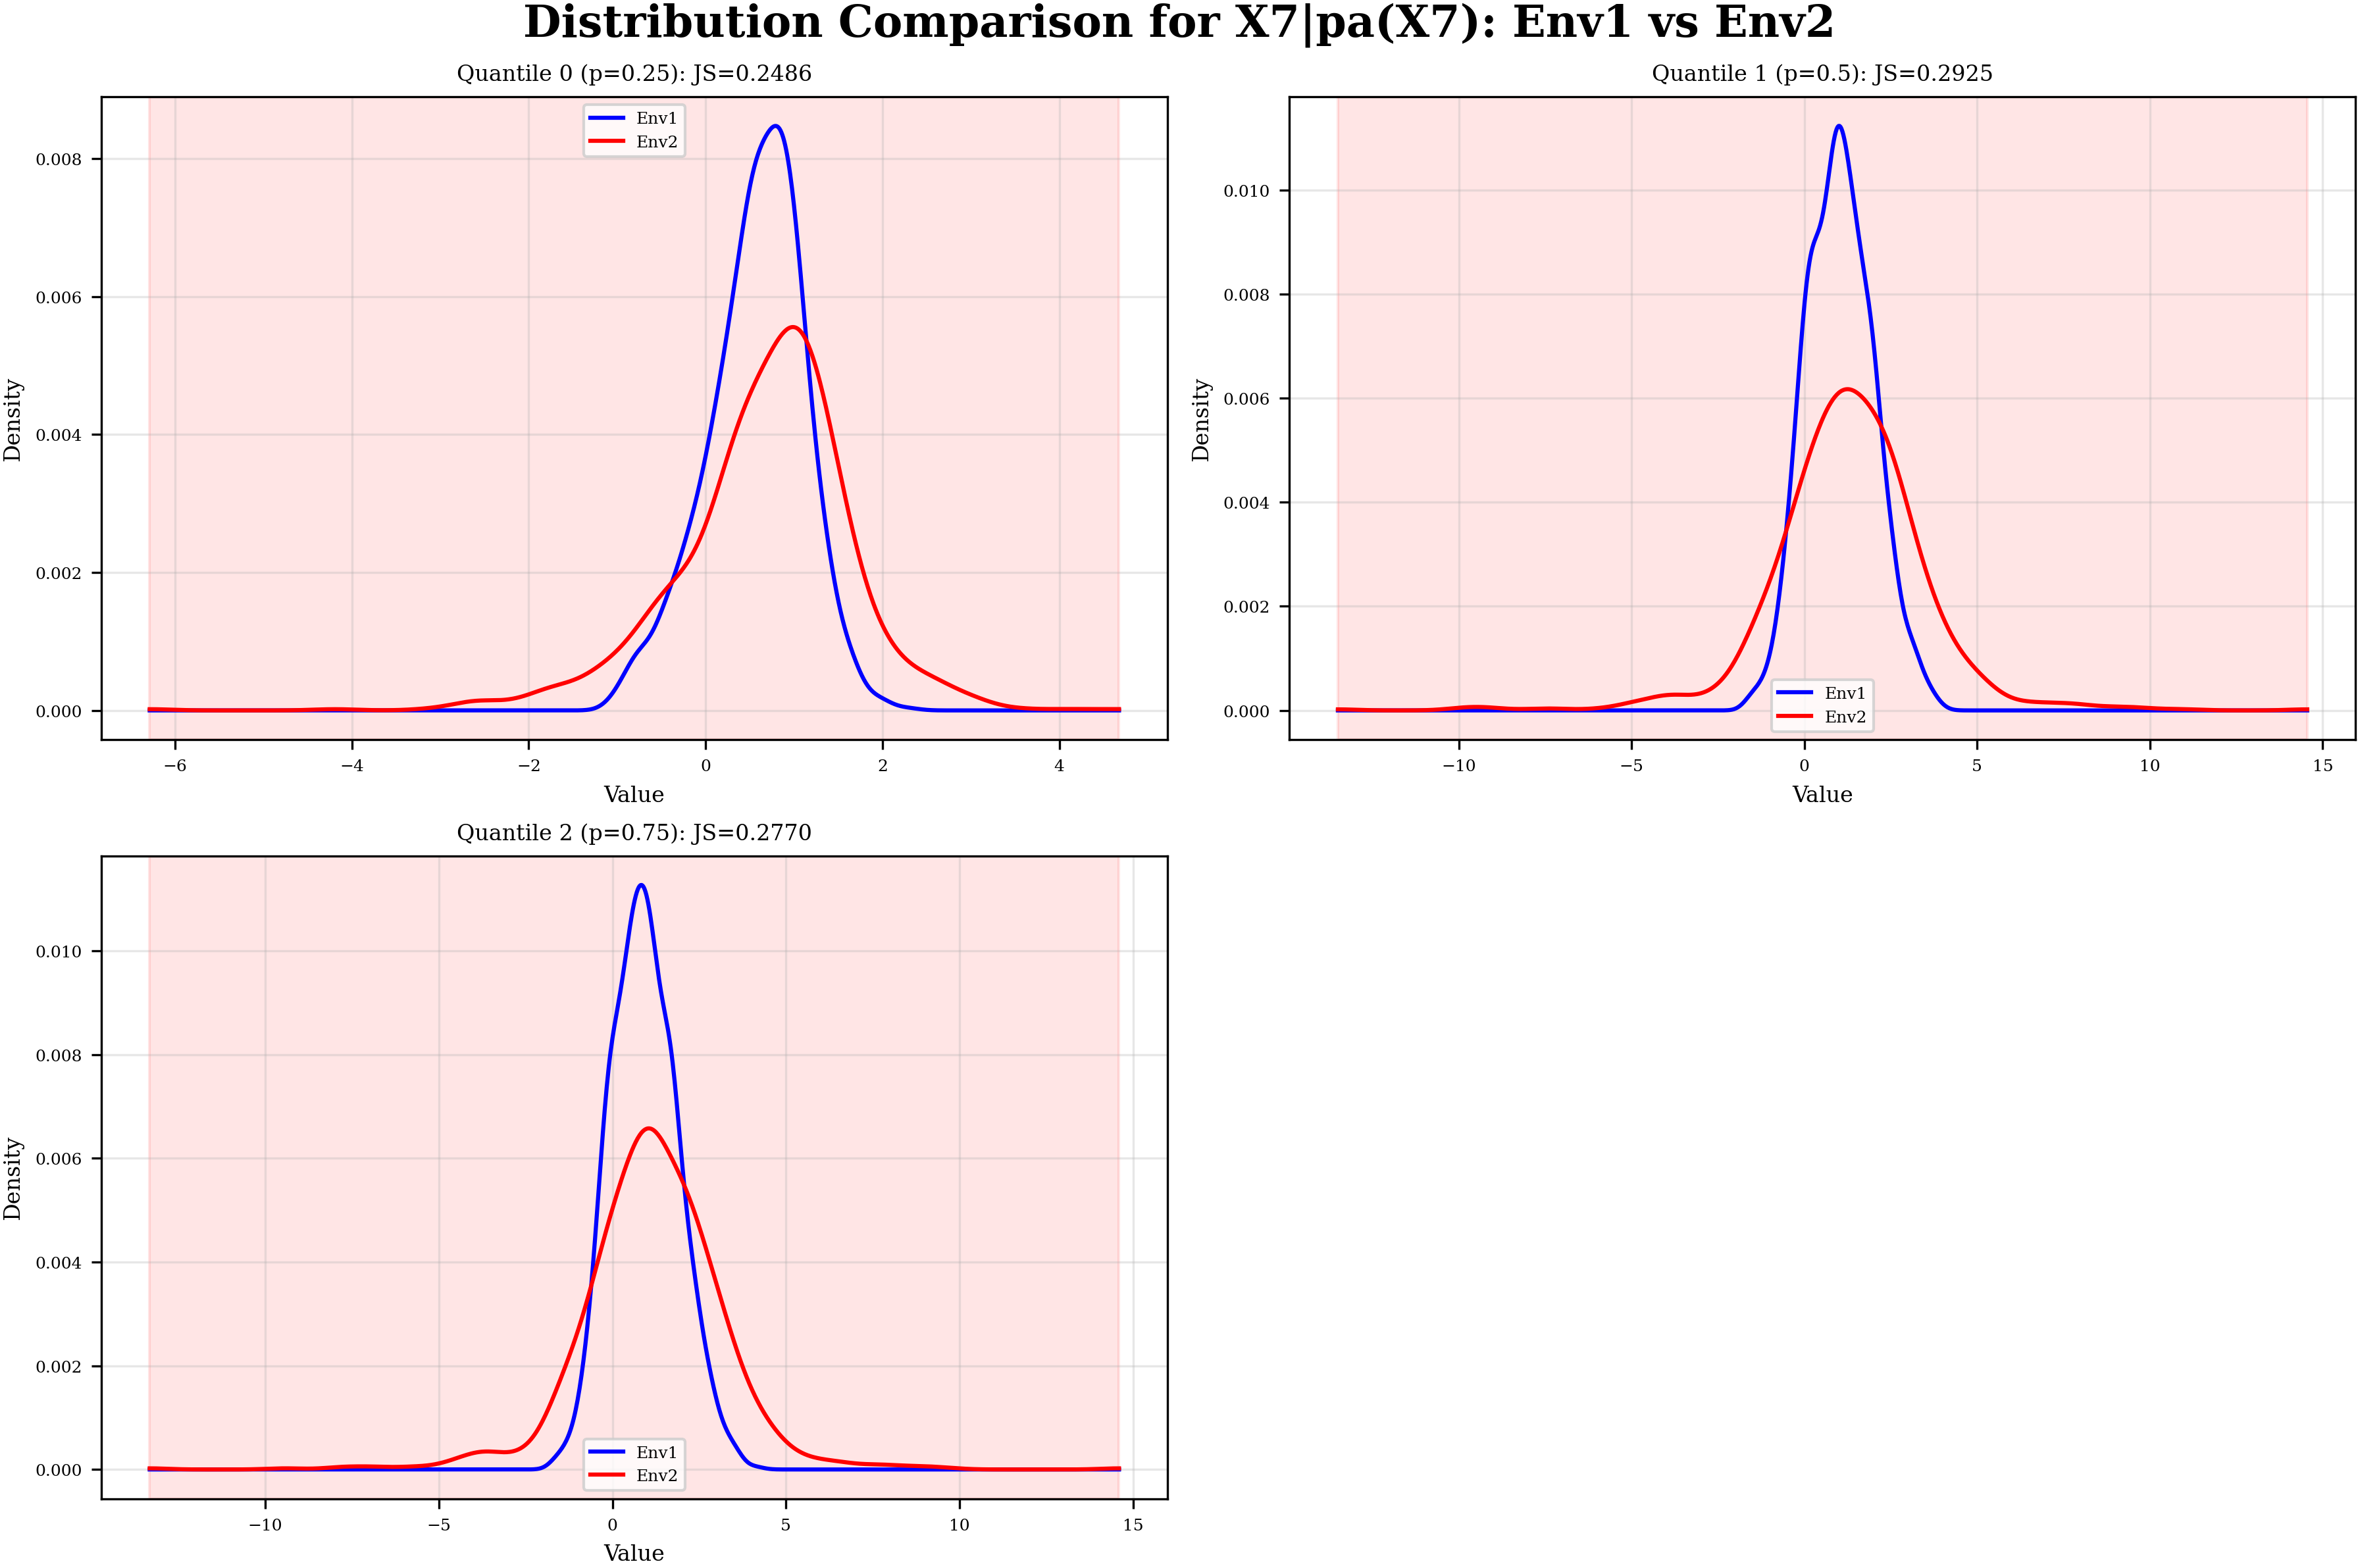 Distribution Comparison for X7|pa(X7): Env1 vs Env2
Quantile 0 (p=0.25): JS=0.2486
Env1
Env2
0.008
0.006
0.004
0.002
0.000
Density
−6
−4
−2
0
2
4
Value
Quantile 1 (p=0.5): JS=0.2925
0.010
0.008
0.006
0.004
0.002
0.000
Density
Env1
Env2
−10
−5
0
5
10
15
Value
Quantile 2 (p=0.75): JS=0.2770
0.010
0.008
0.006
0.004
0.002
0.000
Density
Env1
Env2
−10
−5
0
5
10
15
Value